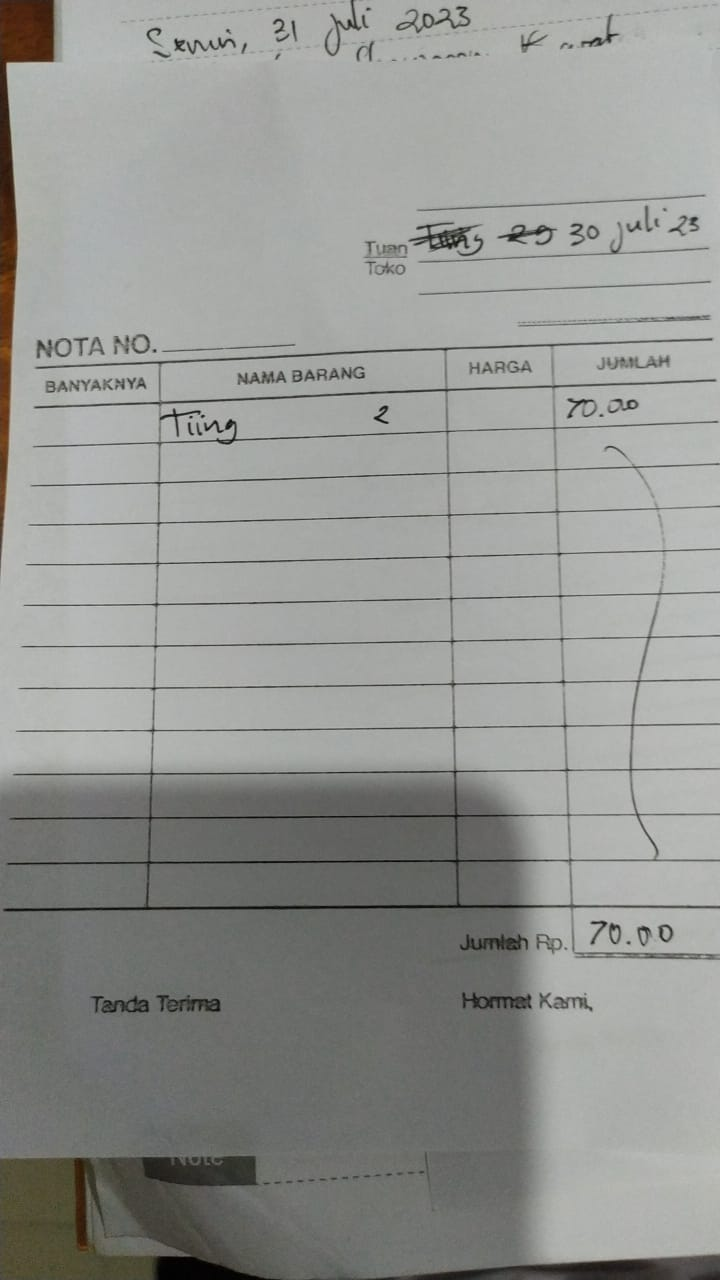 Senin, 31 Juli 2023
Tuan
Toko
30 Juli 23
NOTA NO.
BANYAKNYA NAMA BARANG HARGA JUMLAH
Tiing 2 70.00
Jumlah Rp. 70.00
Tanda Terima Hormat Kami,
Note